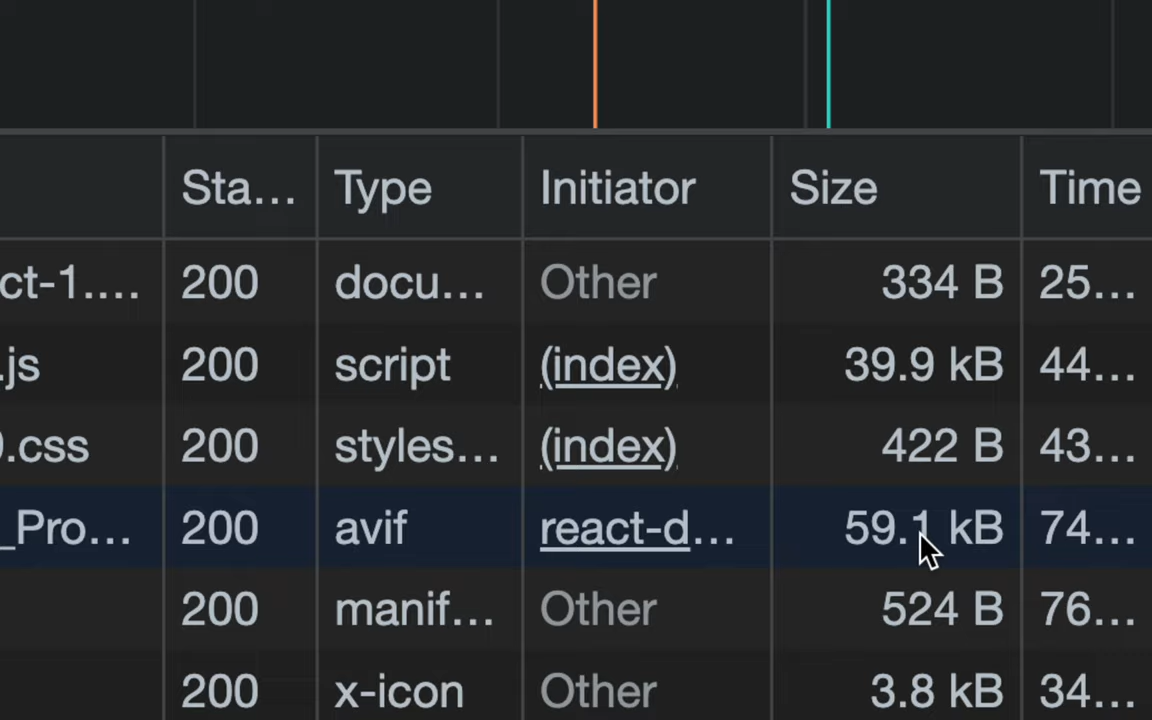 Sta... Type Initiator Size Time
ct-1.... 200 docu... Other 334 B 25...
.js 200 script (index) 39.9 kB 44...
.css 200 styles... (index) 422 B 43...
_Pro... 200 avif react-d... 59.1 kB 74...
200 manif... Other 524 B 76...
200 x-icon Other 3.8 kB 34...